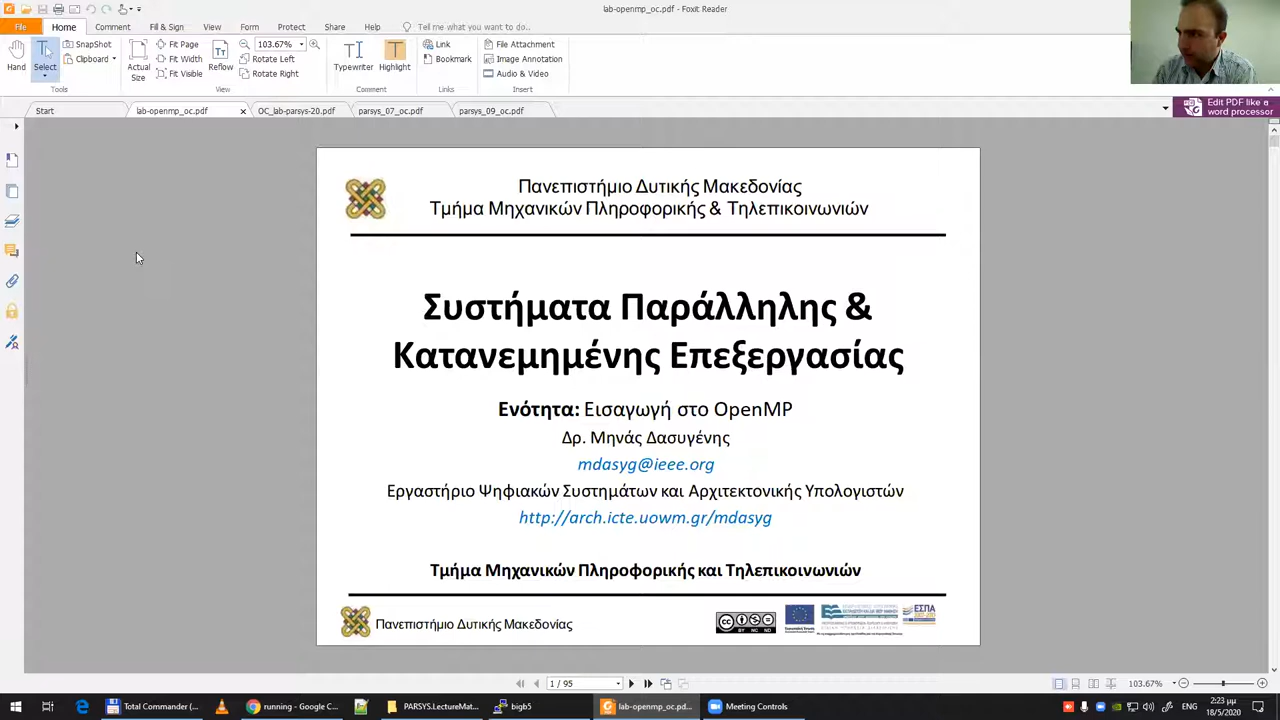 lab-openmp_oc.pdf - Foxit Reader
File Home Comment Fill & Sign View Form Protect Share Help Tell me what you want to do...
Hand
Select
SnapShot
Clipboard
Tools
Actual Size
Fit Page
Fit Width
Fit Visible
Reflow
103.67%
Rotate Left
Rotate Right
View
Typewriter
Highlight
Comment
Link
Bookmark
Links
File Attachment
Image Annotation
Audio & Video
Insert
Start lab-openmp_oc.pdf OC_lab-parsys-20.pdf parsys_07_oc.pdf parsys_09_oc.pdf
Edit PDF like a
word processor
Πανεπιστήμιο Δυτικής Μακεδονίας
Τμήμα Μηχανικών Πληροφορικής & Τηλεπικοινωνιών
Συστήματα Παράλληλης &
Κατανεμημένης Επεξεργασίας
Ενότητα: Εισαγωγή στο OpenMP
Δρ. Μηνάς Δασυγένης
mdasyg@ieee.org
Εργαστήριο Ψηφιακών Συστημάτων και Αρχιτεκτονικής Υπολογιστών
http://arch.icte.uowm.gr/mdasyg
Τμήμα Μηχανικών Πληροφορικής και Τηλεπικοινωνιών
Πανεπιστήμιο Δυτικής Μακεδονίας
cc BY NC ND
ΕΣΠΑ
1 / 95
103.67%
Total Commander (... running - Google C... PARSYS.LectureMat... bigb5 lab-openmp_oc.pd... Meeting Controls
2:23 μμ
18/5/2020